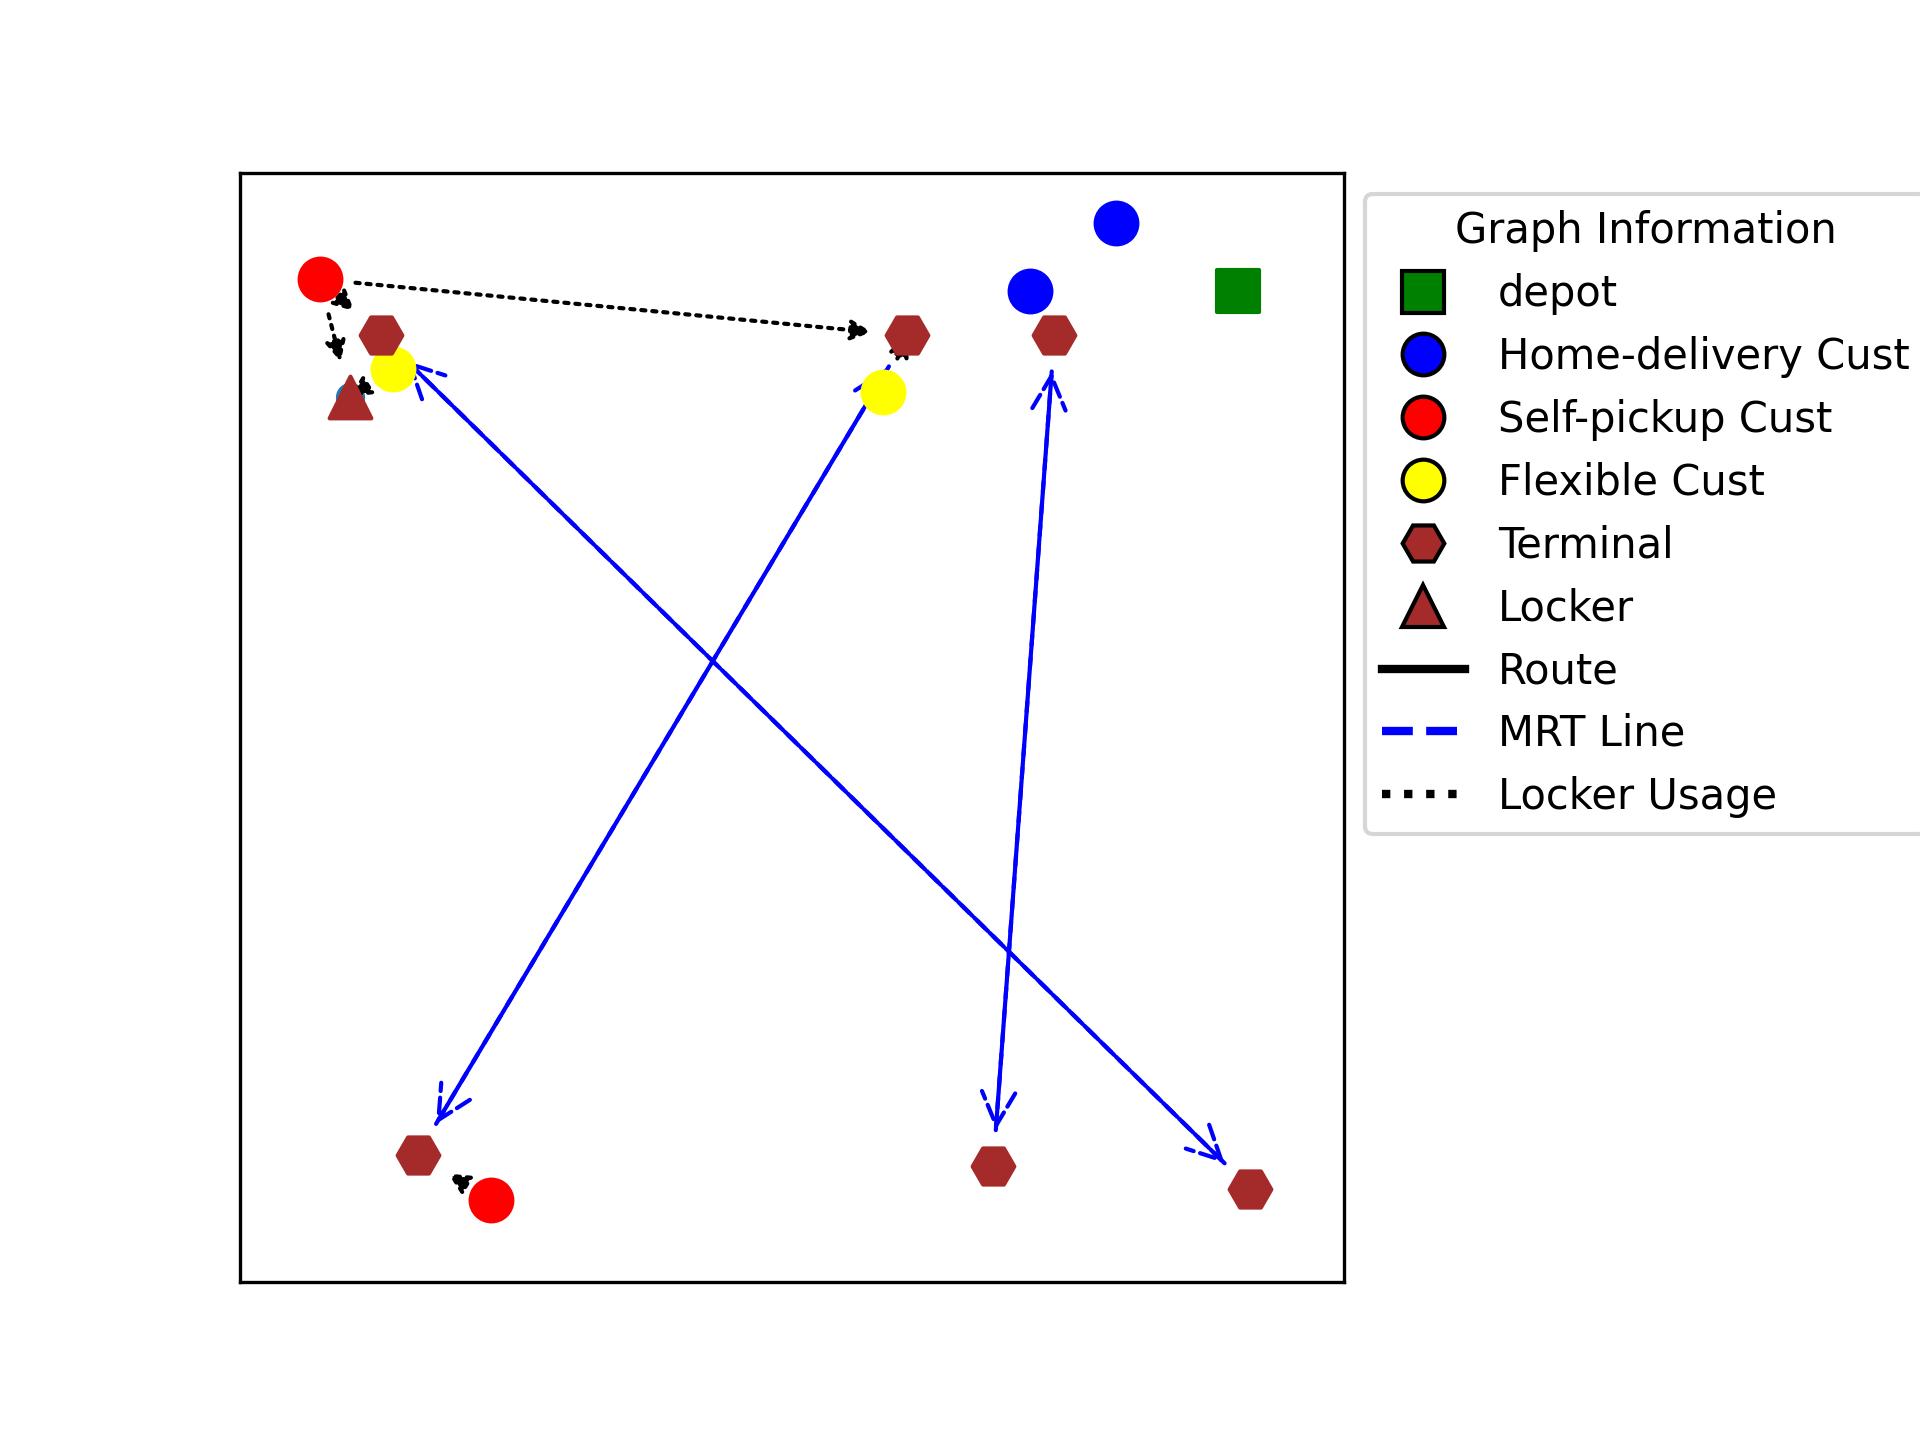 Graph Information
depot
Home-delivery Cust
Self-pickup Cust
Flexible Cust
Terminal
Locker
Route
MRT Line
Locker Usage